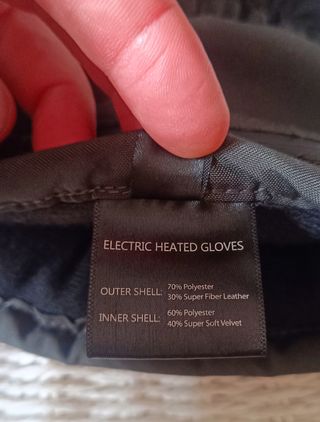 ELECTRIC HEATED GLOVES
OUTER SHELL: 70% Polyester
30% Super Fiber Leather
INNER SHELL: 60% Polyester
40% Super Soft Velvet